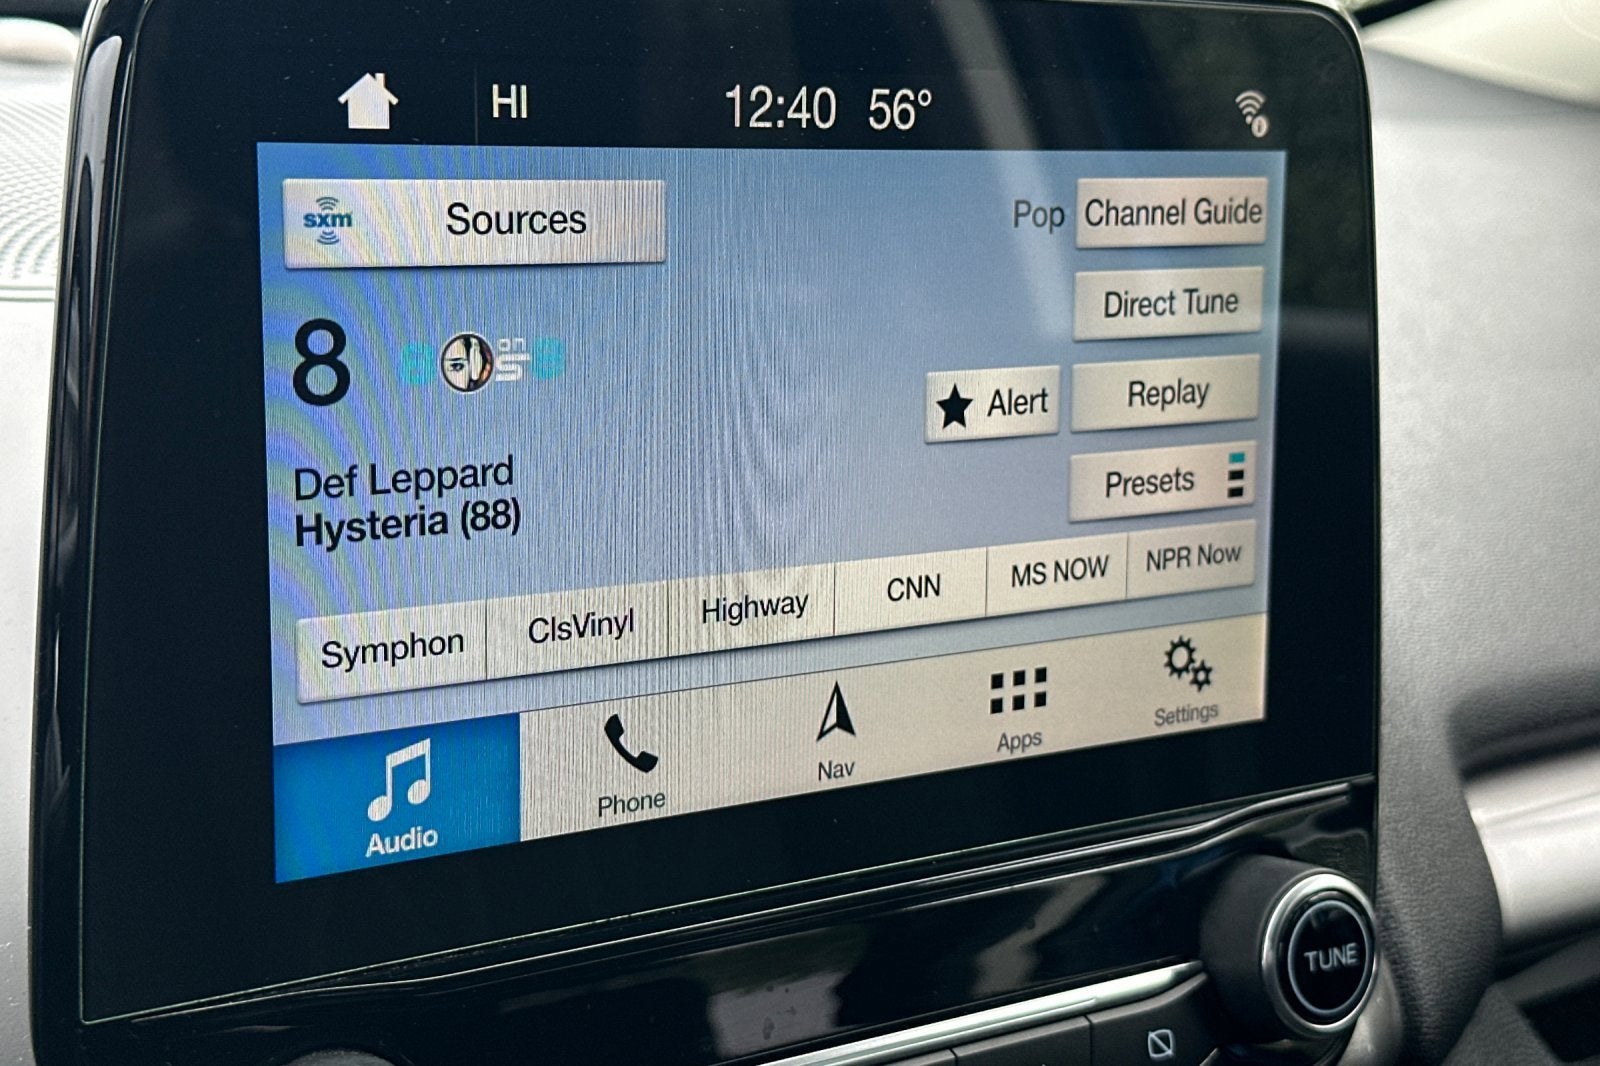 HI 12:40 56°
sxm Sources
Pop Channel Guide
Direct Tune
8
Alert
Replay
Def Leppard
Presets
Hysteria (88)
Symphon ClsVinyl Highway CNN MS NOW NPR Now
Audio Phone Nav Apps Settings
TUNE